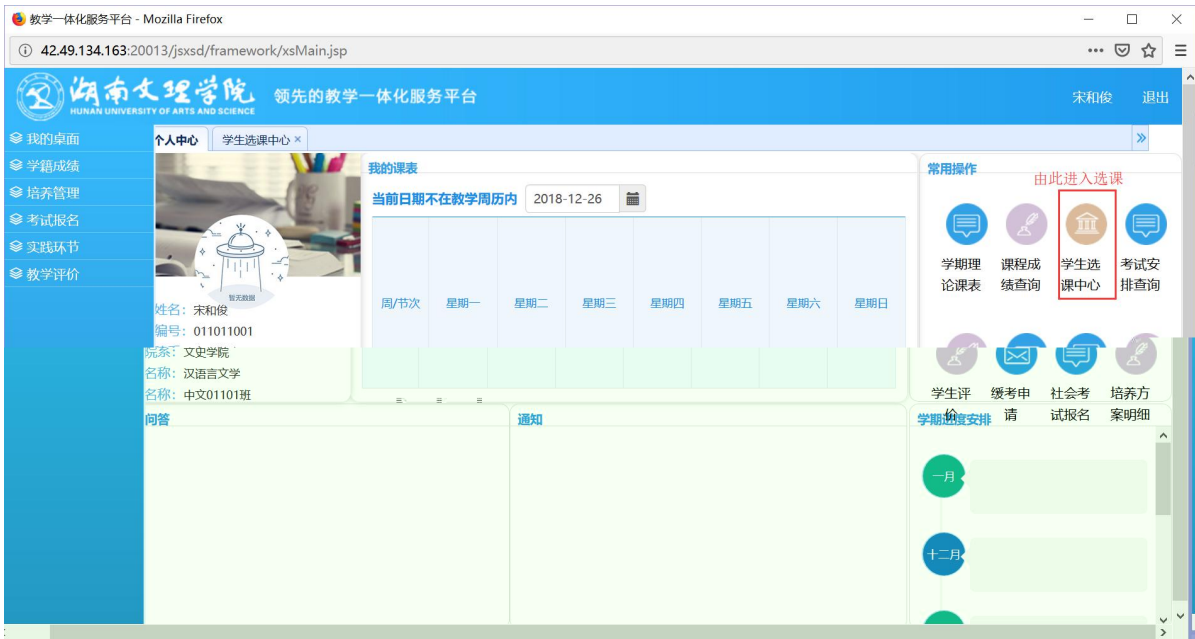 教学一体化服务平台 - Mozilla Firefox
42.49.134.163:20013/jsxsd/framework/xsMain.jsp
湖南文理学院
HUNAN UNIVERSITY OF ARTS AND SCIENCE
领先的教学一体化服务平台
宋和俊 退出
我的桌面
学籍成绩
培养管理
考试报名
实践环节
教学评价
个人中心 学生选课中心 ×
暂无数据
姓名：宋和俊
编号：011011001
院系：文史学院
名称：汉语言文学
名称：中文01101班
我的课表
当前日期不在教学周历内 2018-12-26
周/节次 星期一 星期二 星期三 星期四 星期五 星期六 星期日
常用操作
由此进入选课
学期理论课表
课程成绩查询
学生选课中心
考试安排查询
学生评价
缓考申请
社会考试报名
培养方案明细
问答
通知
学期进度安排
一月
十二月